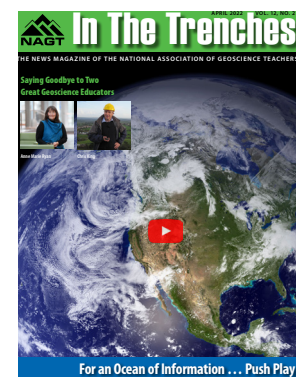 APRIL 2022 VOL. 12, NO. 2
NAGT
In The Trenches
THE NEWS MAGAZINE OF THE NATIONAL ASSOCIATION OF GEOSCIENCE TEACHERS
Saying Goodbye to Two
Great Geoscience Educators
Anne Marie Ryan
Chris King
For an Ocean of Information … Push Play